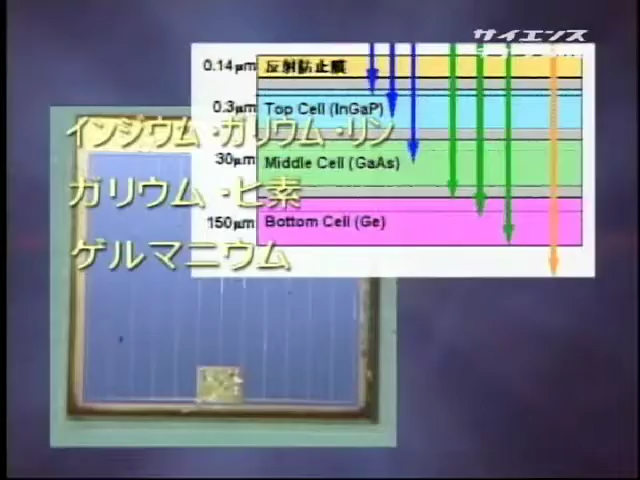 サイエンス
0.14μm 反射防止膜
0.3μm Top Cell (InGaP)
インジウム・ガリウム・リン
30μm Middle Cell (GaAs)
ガリウム・ヒ素
150μm Bottom Cell (Ge)
ゲルマニウム